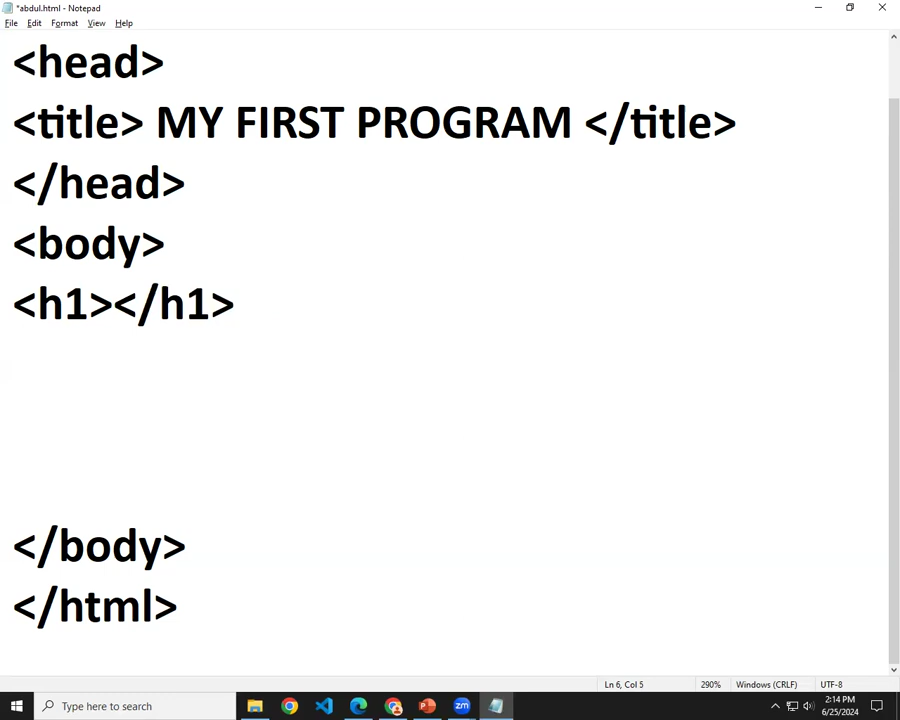 *abdul.html - Notepad
File Edit Format View Help
<head>
<title> MY FIRST PROGRAM </title>
</head>
<body>
<h1></h1>
</body>
</html>
Ln 6, Col 5 290% Windows (CRLF) UTF-8
Type here to search
zm
2:14 PM
6/25/2024